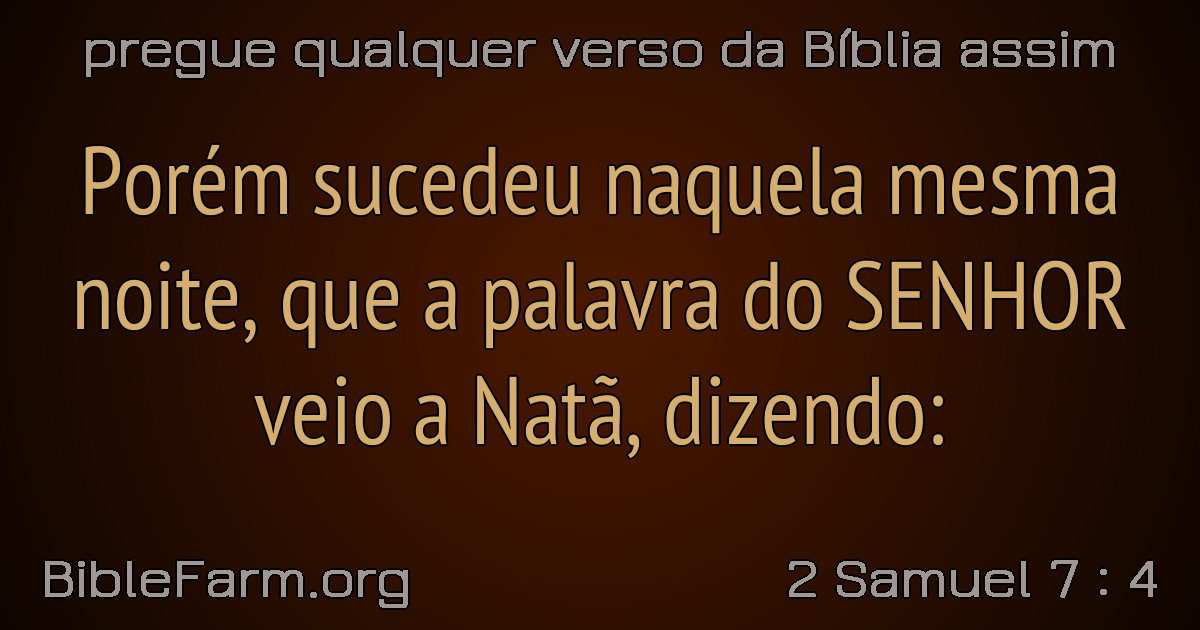 pregue qualquer verso da Bíblia assim
Porém sucedeu naquela mesma
noite, que a palavra do SENHOR
veio a Natã, dizendo:
BibleFarm.org
2 Samuel 7 : 4